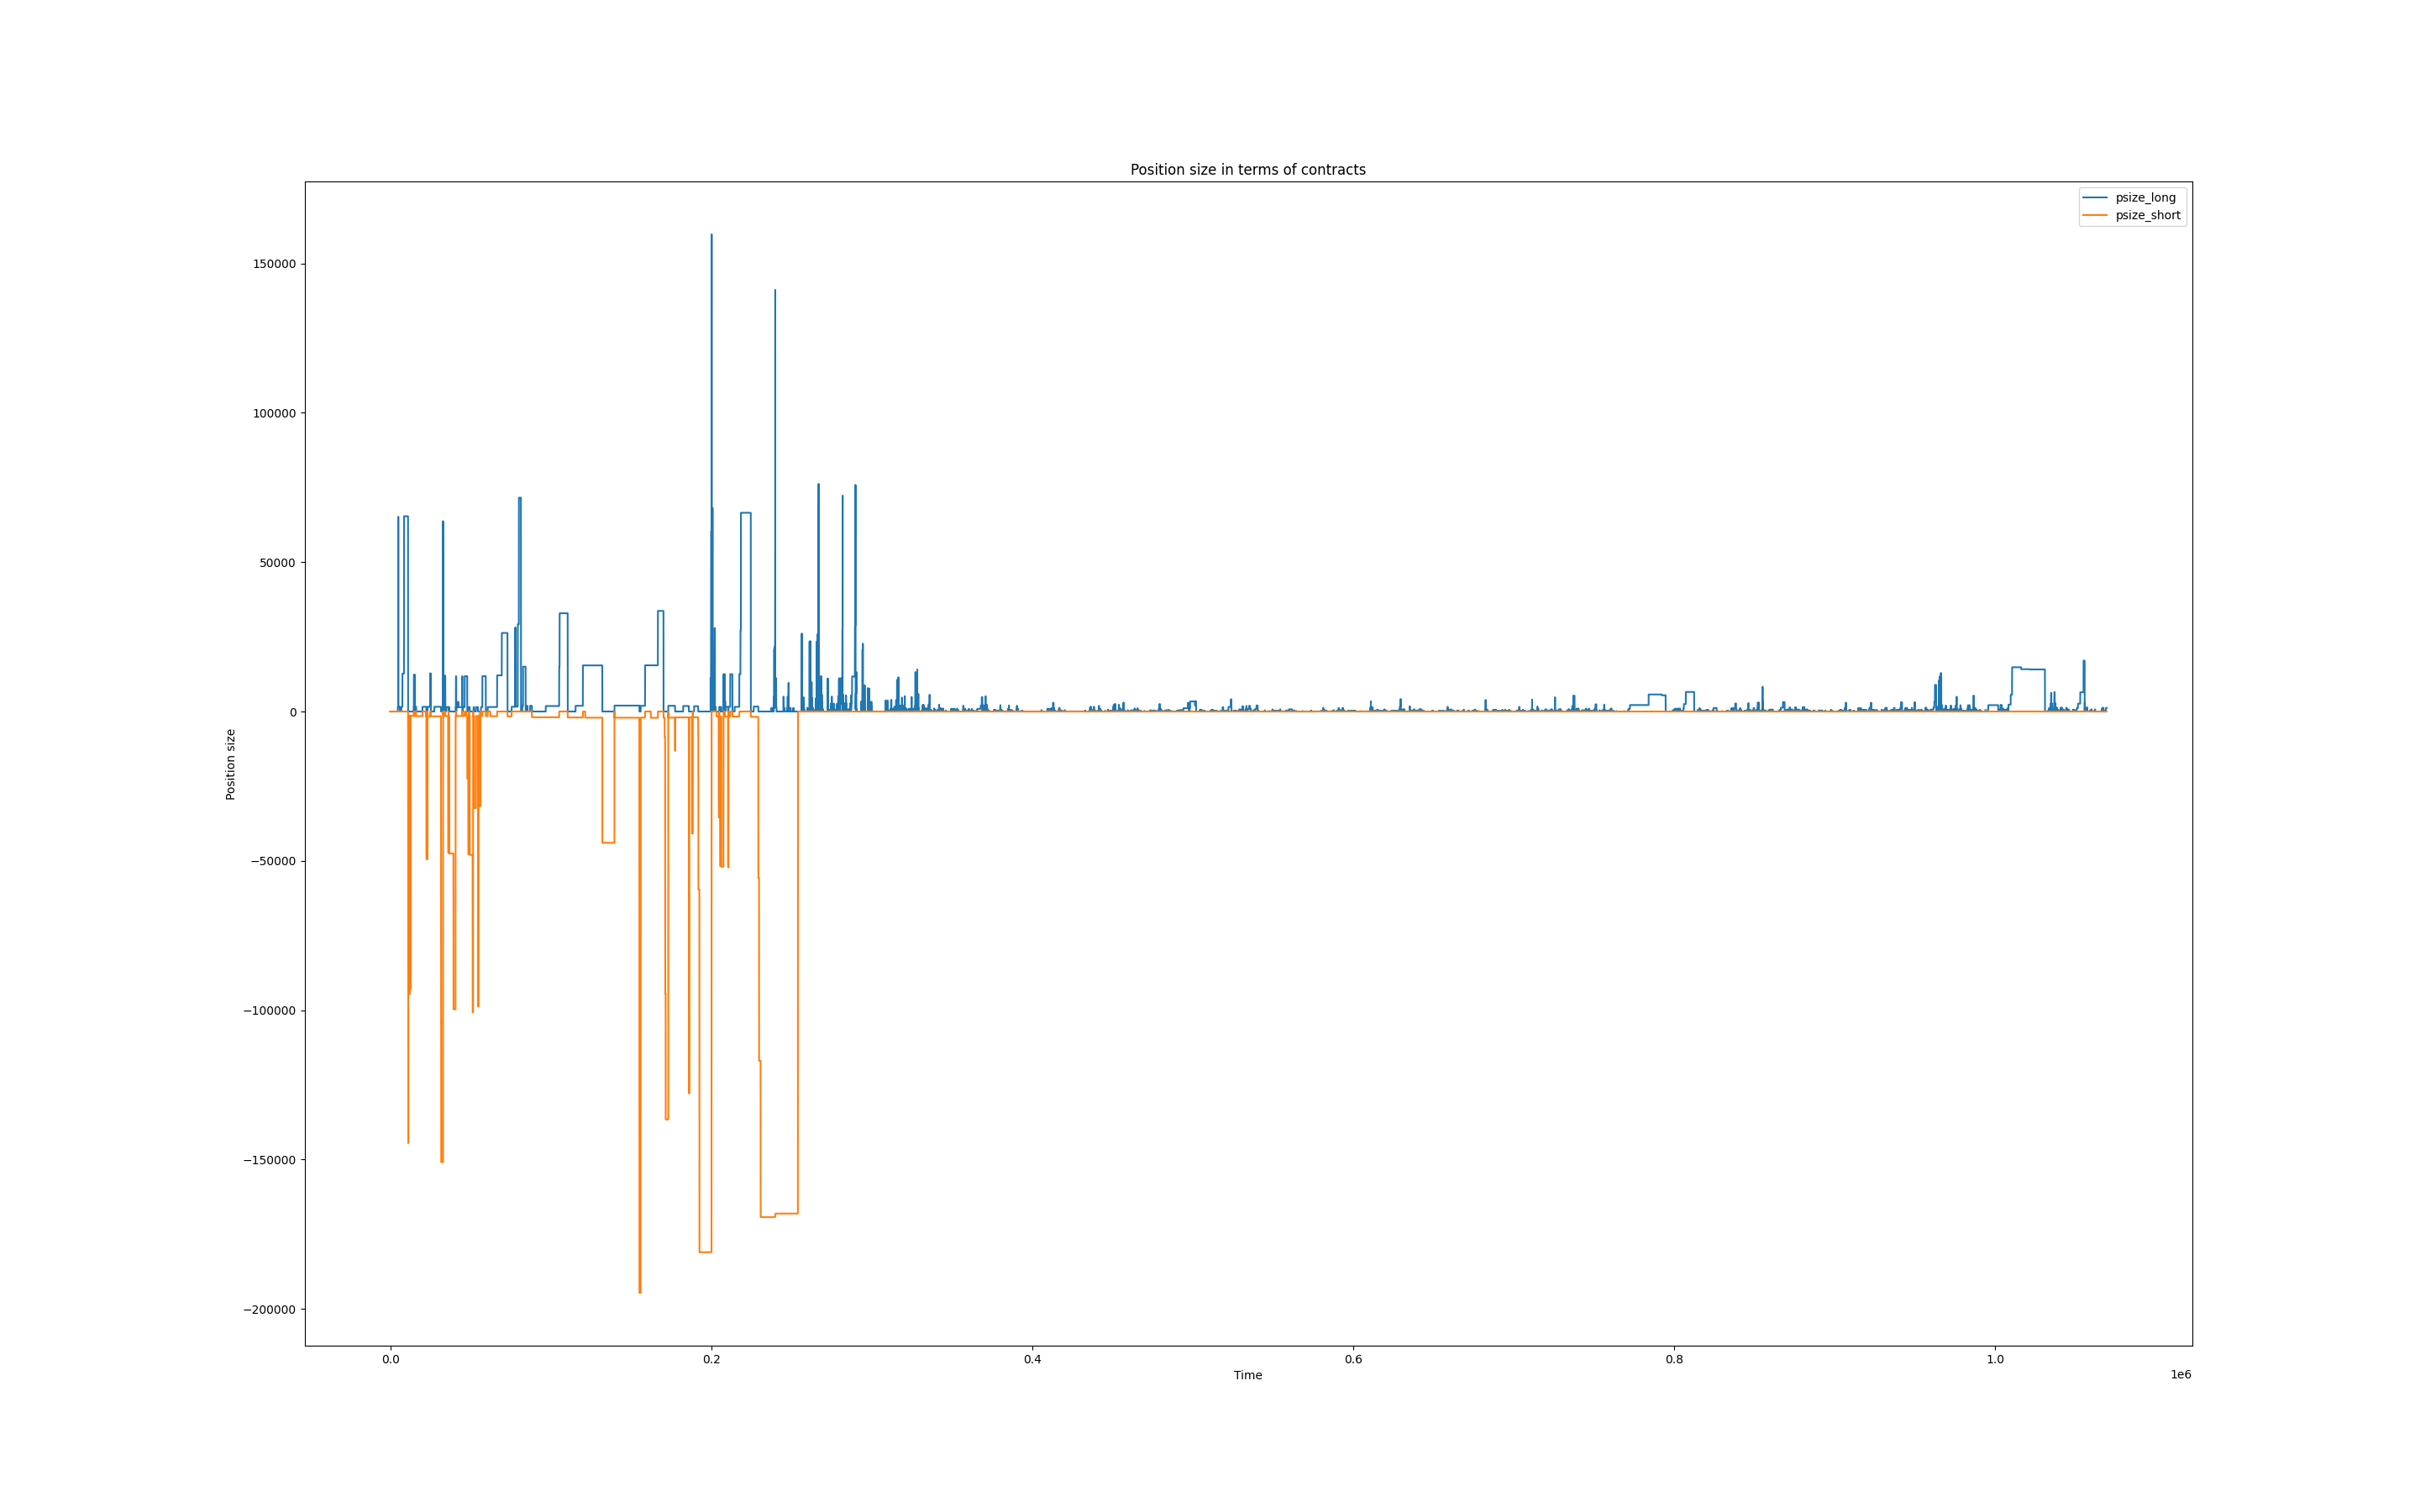 Position size in terms of contracts
psize_long
psize_short
150000
100000
50000
0
−50000
−100000
−150000
−200000
Position size
0.0
0.2
0.4
0.6
0.8
1.0
Time
1e6